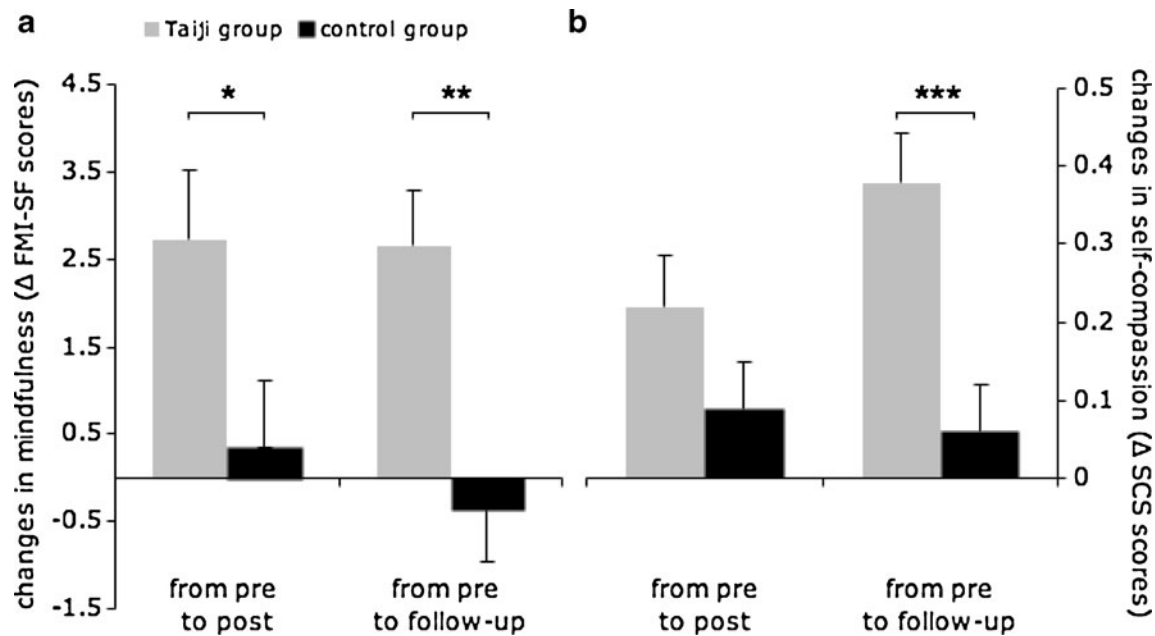 a
Taiji group
control group
b
changes in mindfulness (Δ FMI-SF scores)
4.5
3.5
2.5
1.5
0.5
-0.5
-1.5
*
**
***
from pre
to post
from pre
to follow-up
from pre
to post
from pre
to follow-up
0.5
0.4
0.3
0.2
0.1
0
changes in self-compassion (Δ SCS scores)